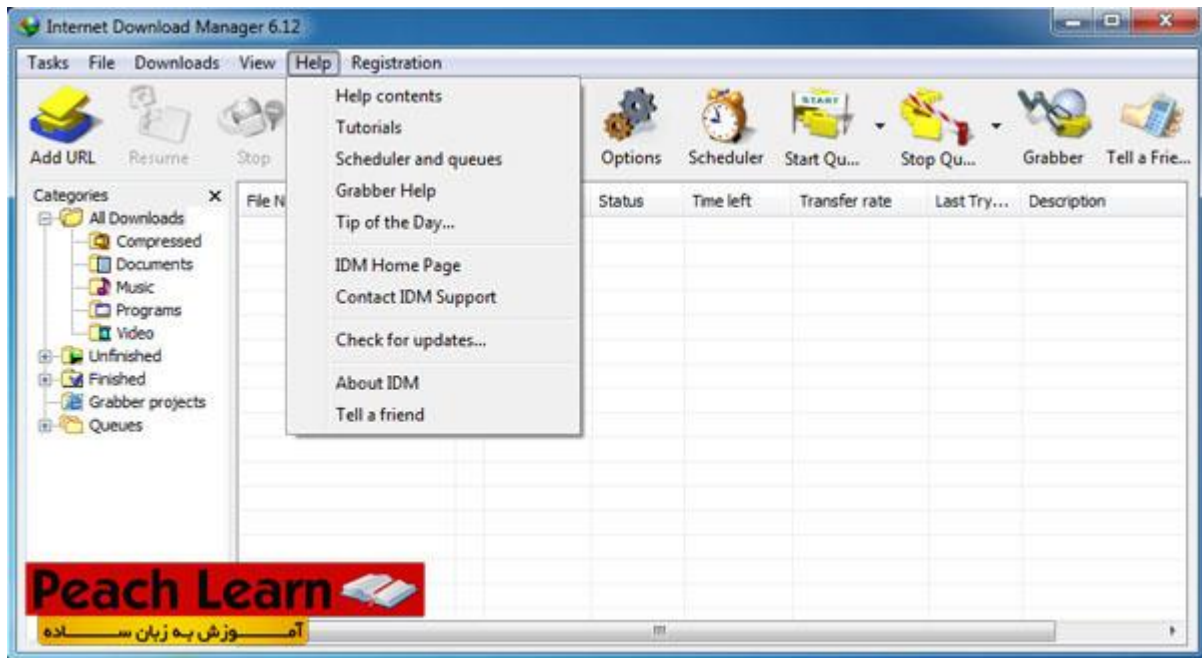 Internet Download Manager 6.12
Tasks File Downloads View Help Registration
Help contents
Tutorials
Scheduler and queues
Grabber Help
Tip of the Day...
IDM Home Page
Contact IDM Support
Check for updates...
About IDM
Tell a friend
Add URL Resume Stop Options Scheduler Start Qu... Stop Qu... Grabber Tell a Frie...
START
Categories
All Downloads
Compressed
Documents
Music
Programs
Video
Unfinished
Finished
Grabber projects
Queues
File N Status Time left Transfer rate Last Try... Description
Peach Learn
آمـــــوزش به زبان ســـــــاده